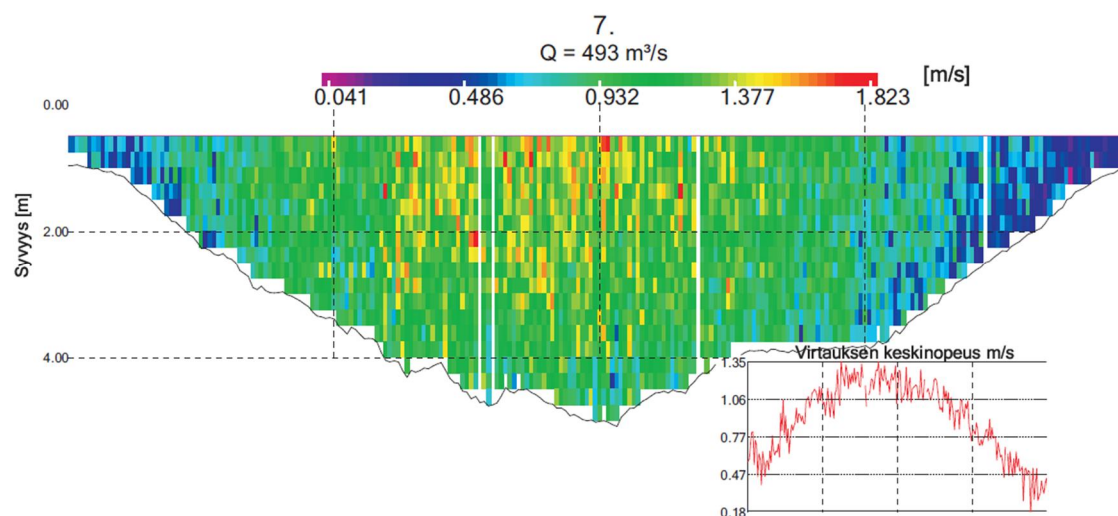 7.
Q = 493 m³/s
[m/s]
0.041 0.486 0.932 1.377 1.823
0.00
2.00
4.00
Syvyys [m]
Virtauksen keskinopeus m/s
1.35
1.06
0.77
0.47
0.18